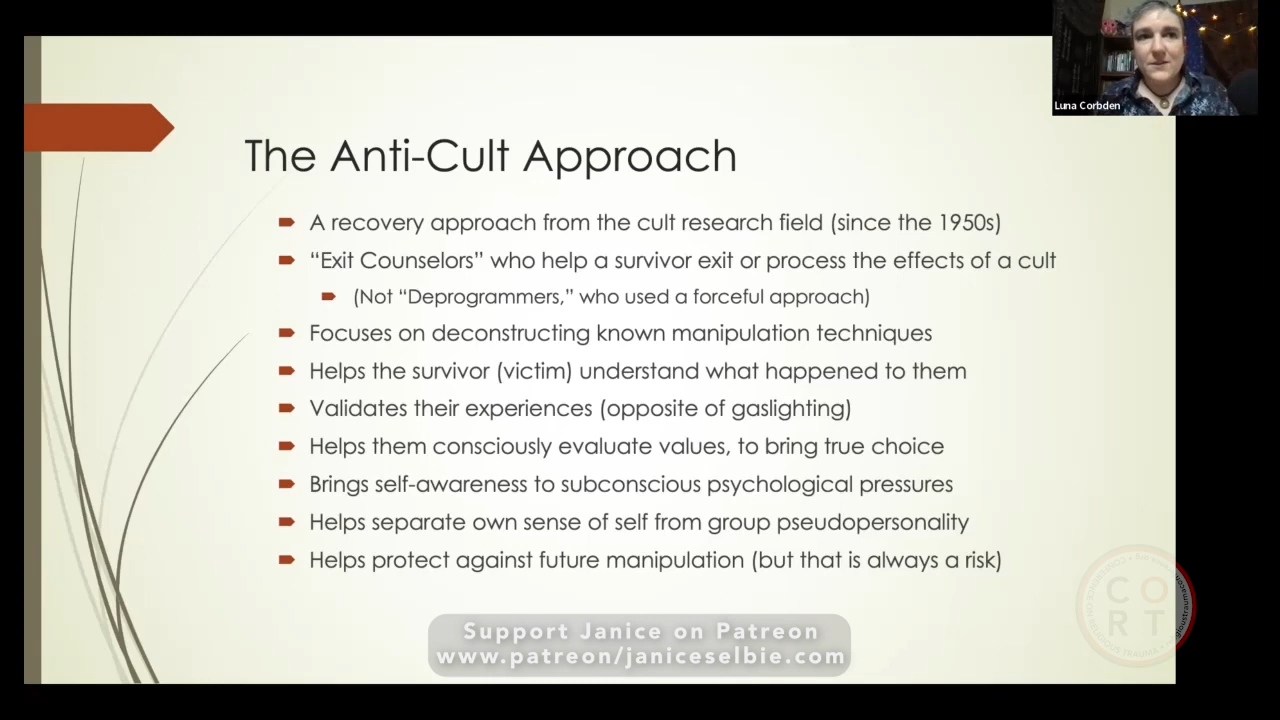 Luna Corbden
The Anti-Cult Approach
A recovery approach from the cult research field (since the 1950s)
“Exit Counselors” who help a survivor exit or process the effects of a cult
(Not “Deprogrammers,” who used a forceful approach)
Focuses on deconstructing known manipulation techniques
Helps the survivor (victim) understand what happened to them
Validates their experiences (opposite of gaslighting)
Helps them consciously evaluate values, to bring true choice
Brings self-awareness to subconscious psychological pressures
Helps separate own sense of self from group pseudopersonality
Helps protect against future manipulation (but that is always a risk)
CO
RT
Support Janice on Patreon
www.patreon/janiceselbie.com